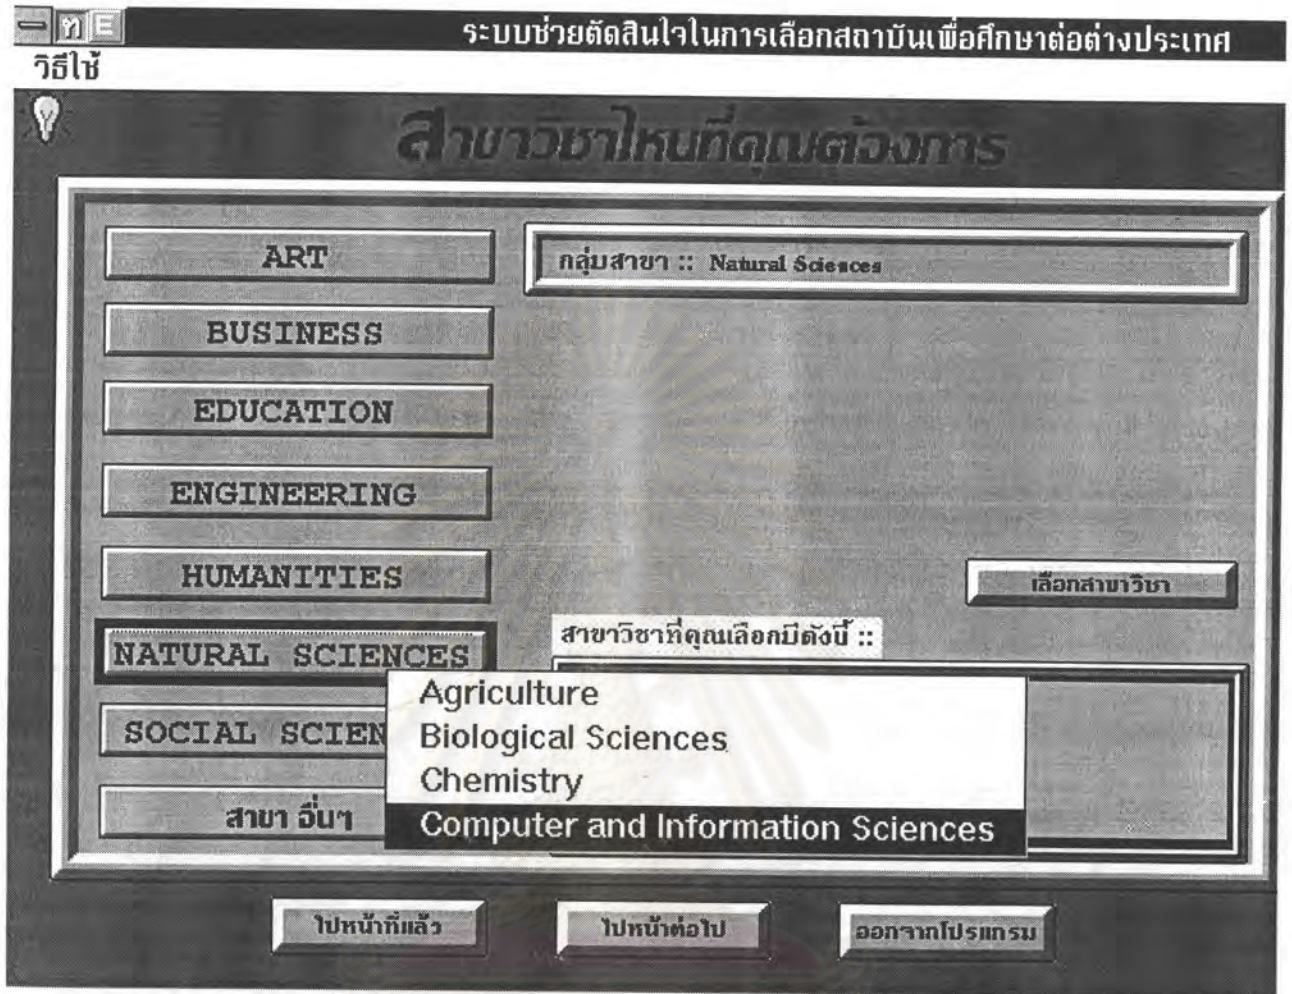 ท E
ระบบช่วยตัดสินใจในการเลือกสถาบันเพื่อศึกษาต่อต่างประเทศ
วิธีใช้
สาขาวิชาไหนที่คุณต้องการ
ART
กลุ่มสาขา :: Natural Sciences
BUSINESS
EDUCATION
ENGINEERING
HUMANITIES
เลือกสาขาวิชา
สาขาวิชาที่คุณเลือกมีดังนี้ ::
NATURAL SCIENCES
Agriculture
SOCIAL SCIEN
Biological Sciences
Chemistry
สาขา อื่นๆ
Computer and Information Sciences
ไปหน้าที่แล้ว
ไปหน้าต่อไป
ออกจากโปรแกรม